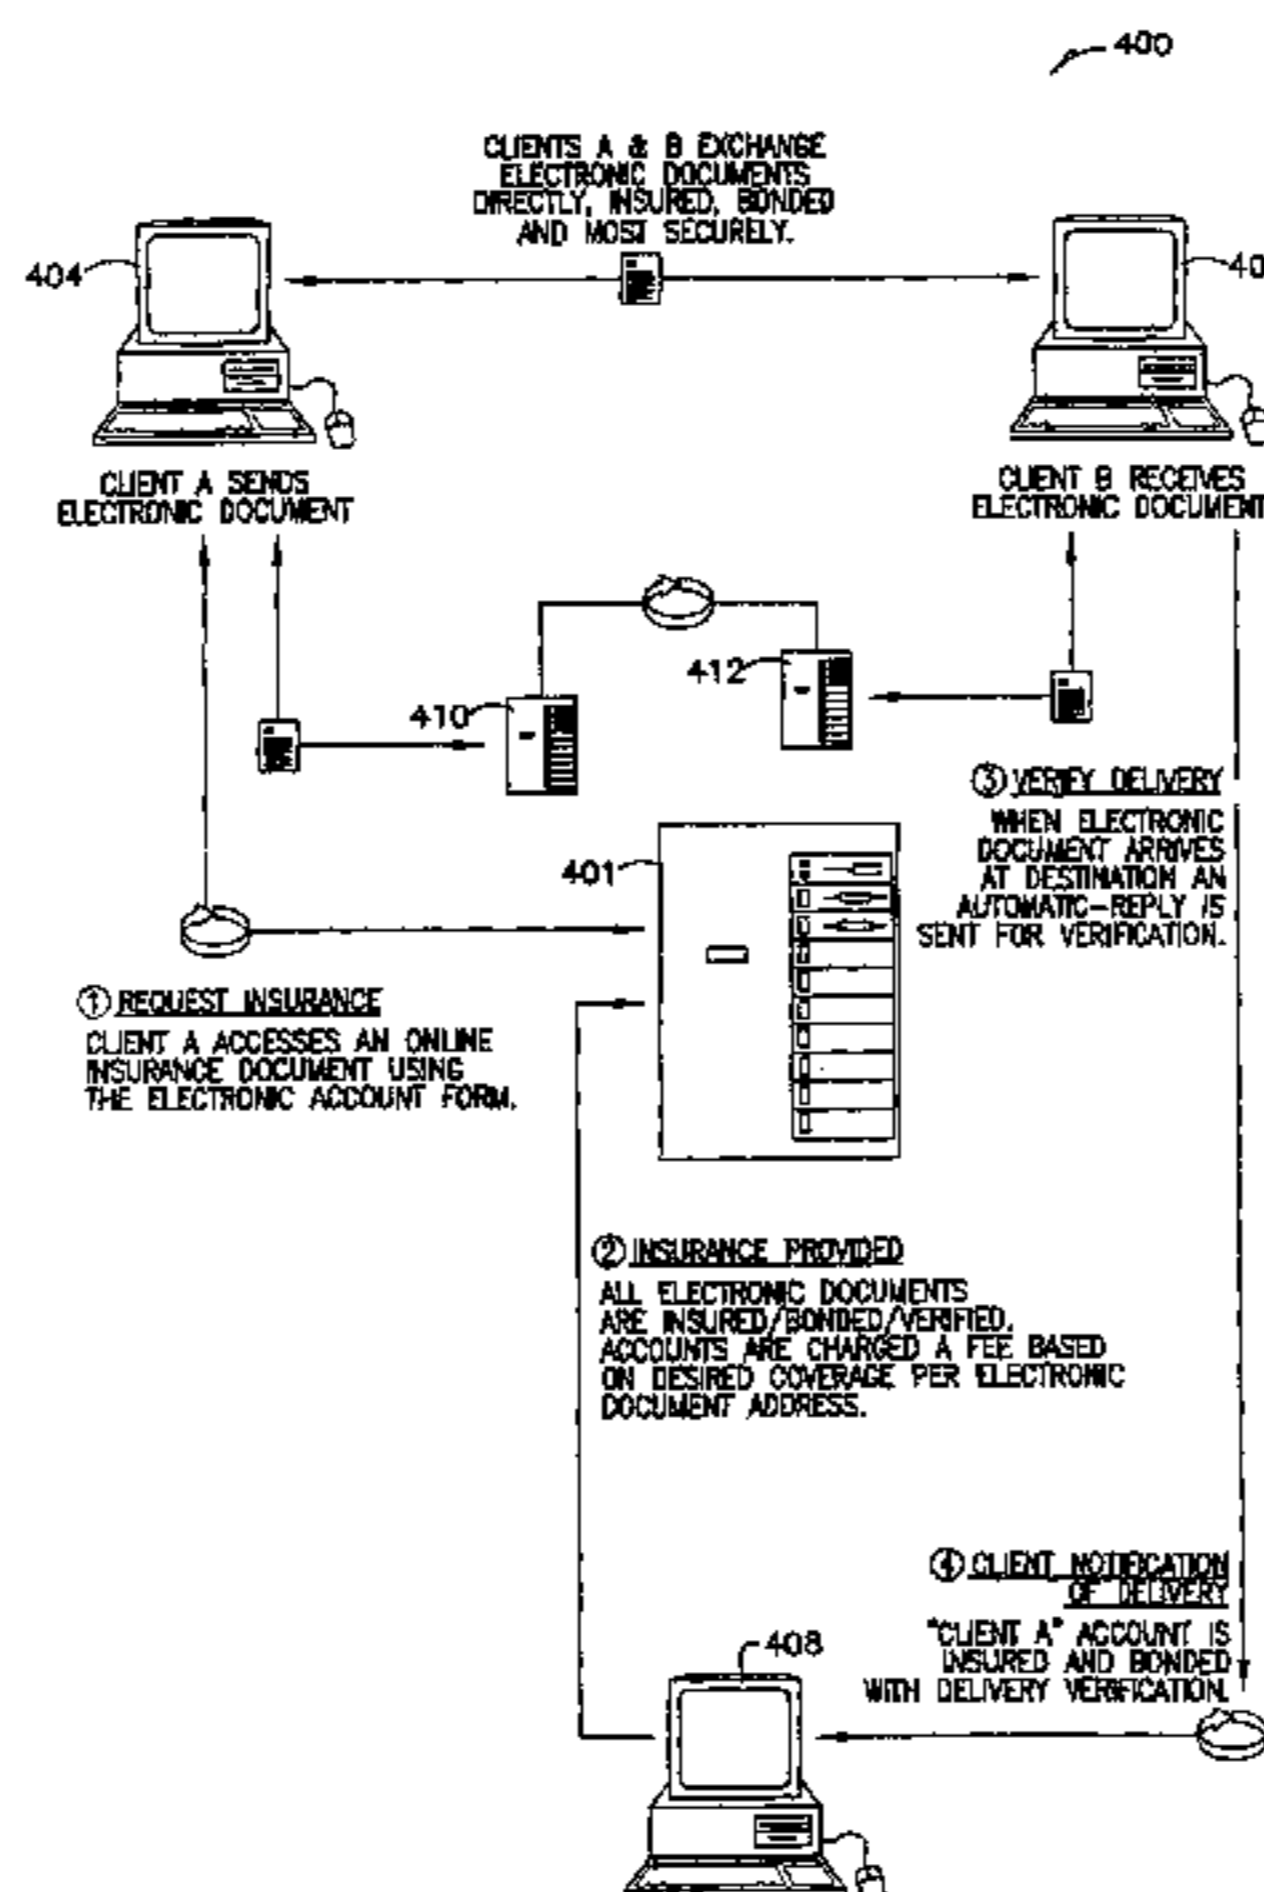 400
CLIENTS A & B EXCHANGE
ELECTRONIC DOCUMENTS
DIRECTLY, INSURED, BONDED
AND MOST SECURELY.
404
40
CLIENT A SENDS
ELECTRONIC DOCUMENT
CLIENT B RECEIVES
ELECTRONIC DOCUMENT
412
410
③ VERIFY DELIVERY
WHEN ELECTRONIC
DOCUMENT ARRIVES
AT DESTINATION AN
AUTOMATIC-REPLY IS
SENT FOR VERIFICATION.
401
① REQUEST INSURANCE
CLIENT A ACCESSES AN ONLINE
INSURANCE DOCUMENT USING
THE ELECTRONIC ACCOUNT FORM.
② INSURANCE PROVIDED
ALL ELECTRONIC DOCUMENTS
ARE INSURED/BONDED/VERIFIED.
ACCOUNTS ARE CHARGED A FEE BASED
ON DESIRED COVERAGE PER ELECTRONIC
DOCUMENT ADDRESS.
④ CLIENT NOTIFICATION
OF DELIVERY
"CLIENT A" ACCOUNT IS
INSURED AND BONDED
WITH DELIVERY VERIFICATION.
408